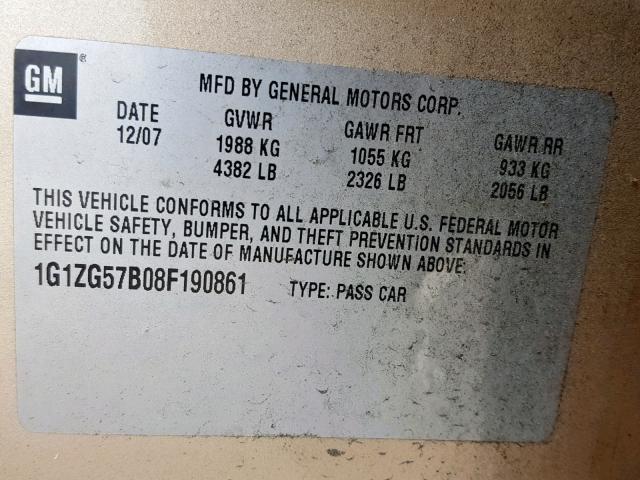 GM ®
MFD BY GENERAL MOTORS CORP.
DATE GVWR GAWR FRT GAWR RR
12/07 1988 KG 1055 KG 933 KG
4382 LB 2326 LB 2056 LB
THIS VEHICLE CONFORMS TO ALL APPLICABLE U.S. FEDERAL MOTOR
VEHICLE SAFETY, BUMPER, AND THEFT PREVENTION STANDARDS IN
EFFECT ON THE DATE OF MANUFACTURE SHOWN ABOVE:
1G1ZG57B08F190861 TYPE: PASS CAR